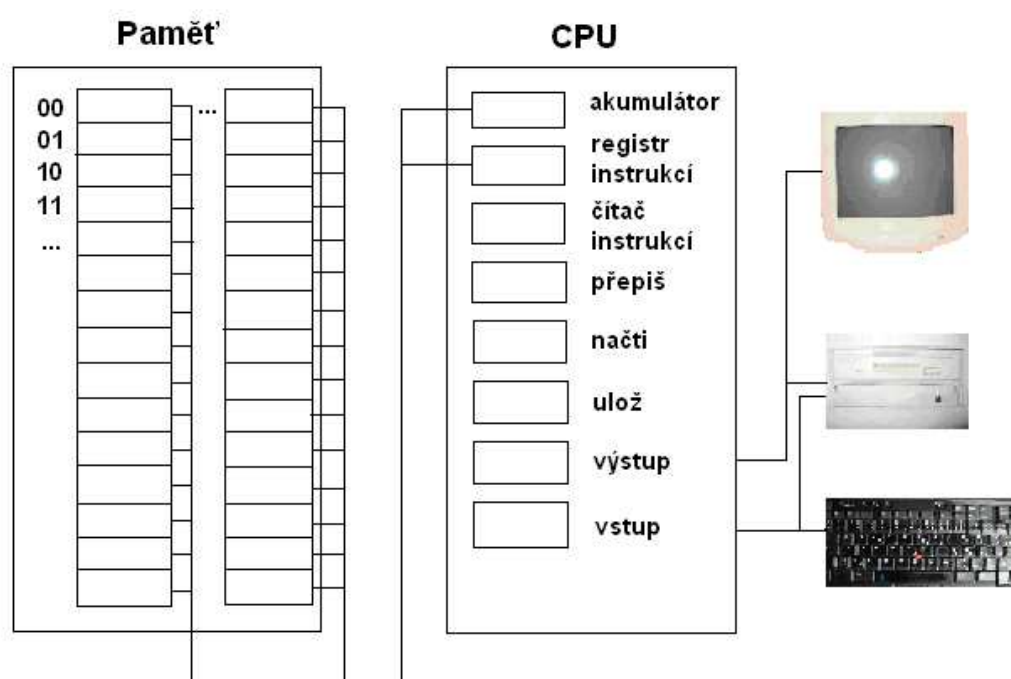 Paměť
CPU
00
...
01
10
11
...
akumulátor
registr
instrukcí
čítač
instrukcí
přepiš
načti
ulož
výstup
vstup